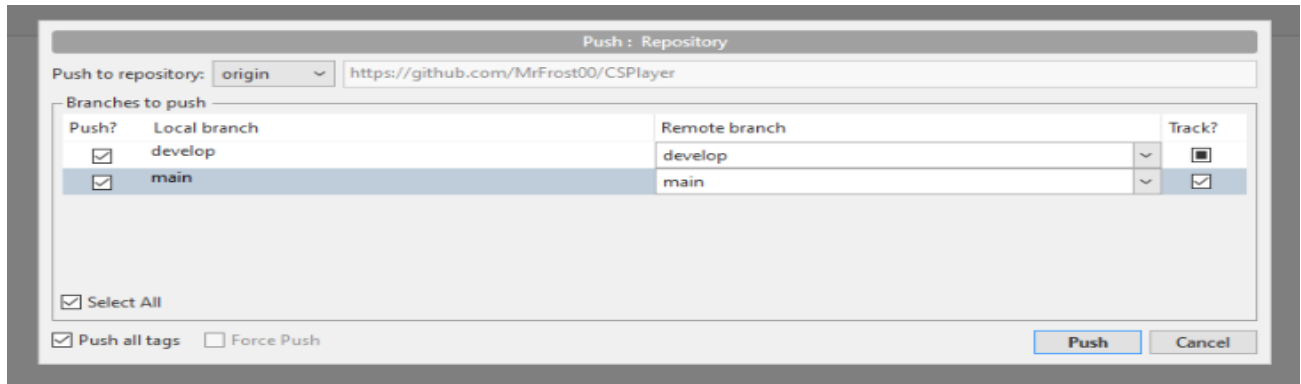 Push : Repository
Push to repository: origin https://github.com/MrFrost00/CSPlayer
Branches to push
Push? Local branch Remote branch Track?
develop develop
main main
Select All
Push all tags Force Push Push Cancel